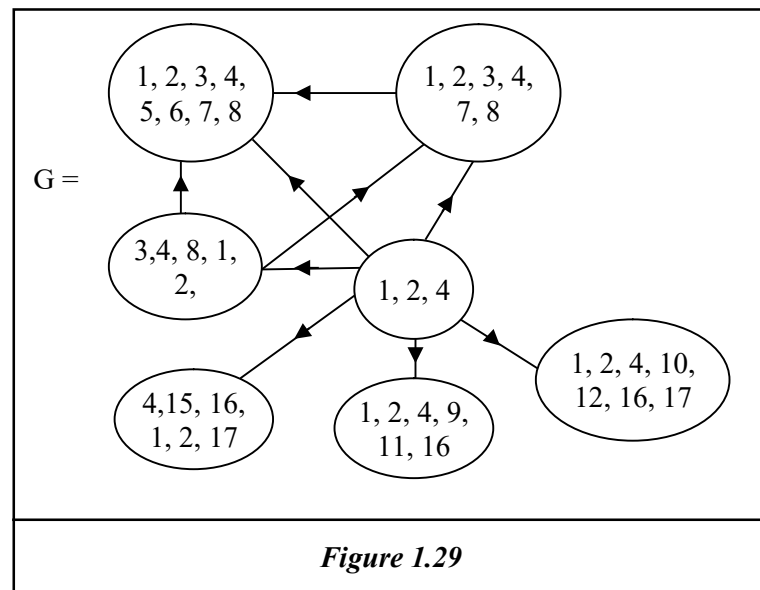 1, 2, 3, 4,
5, 6, 7, 8
1, 2, 3, 4,
7, 8
G =
3,4, 8, 1,
2,
1, 2, 4
1, 2, 4, 10,
12, 16, 17
4,15, 16,
1, 2, 17
1, 2, 4, 9,
11, 16
Figure 1.29